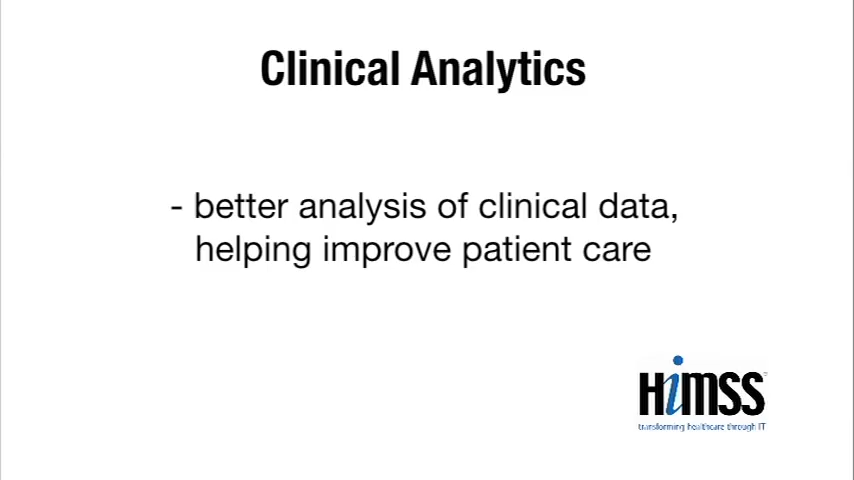 Clinical Analytics
- better analysis of clinical data,
helping improve patient care
HiMSS
transforming healthcare through IT